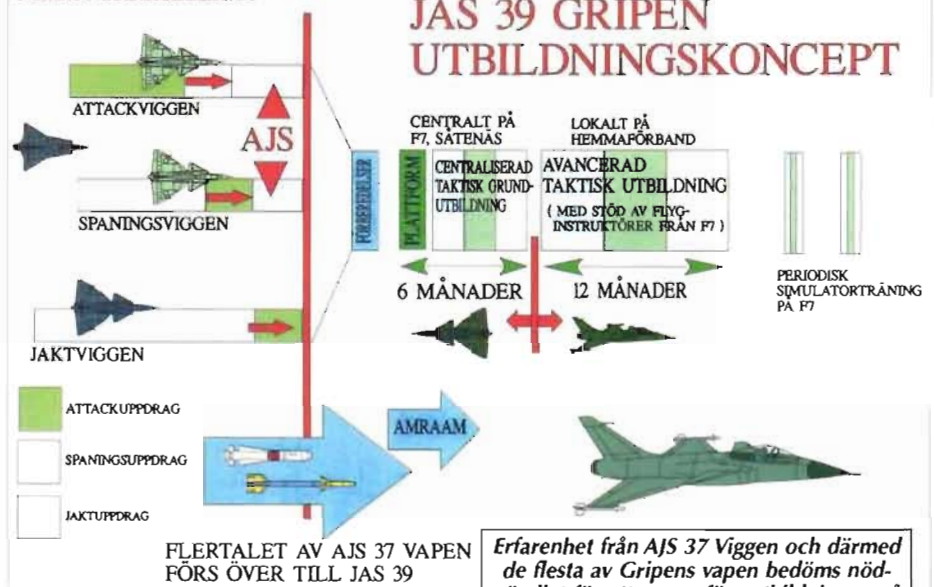 JAS 39 GRIPEN
UTBILDNINGSKONCEPT
ATTACKVIGGEN
AJS
SPANINGSVIGGEN
JAKTVIGGEN
FÖRBEREDELSER
PLATTFORM
CENTRALT PÅ
F7, SÅTENÄS
CENTRALISERAD
TAKTISK GRUND-
UTBILDNING
LOKALT PÅ
HEMMAFÖRBAND
AVANCERAD
TAKTISK UTBILDNING
( MED STÖD AV FLYG-
INSTRUKTÖRER FRÅN F7 )
6 MÅNADER
12 MÅNADER
PERIODISK
SIMULATORTRÄNING
PÅ F7
ATTACKUPPDRAG
SPANINGSUPPDRAG
JAKTUPPDRAG
AMRAAM
FLERTALET AV AJS 37 VAPEN
FÖRS ÖVER TILL JAS 39
Erfarenhet från AJS 37 Viggen och därmed
de flesta av Gripens vapen bedöms nöd-